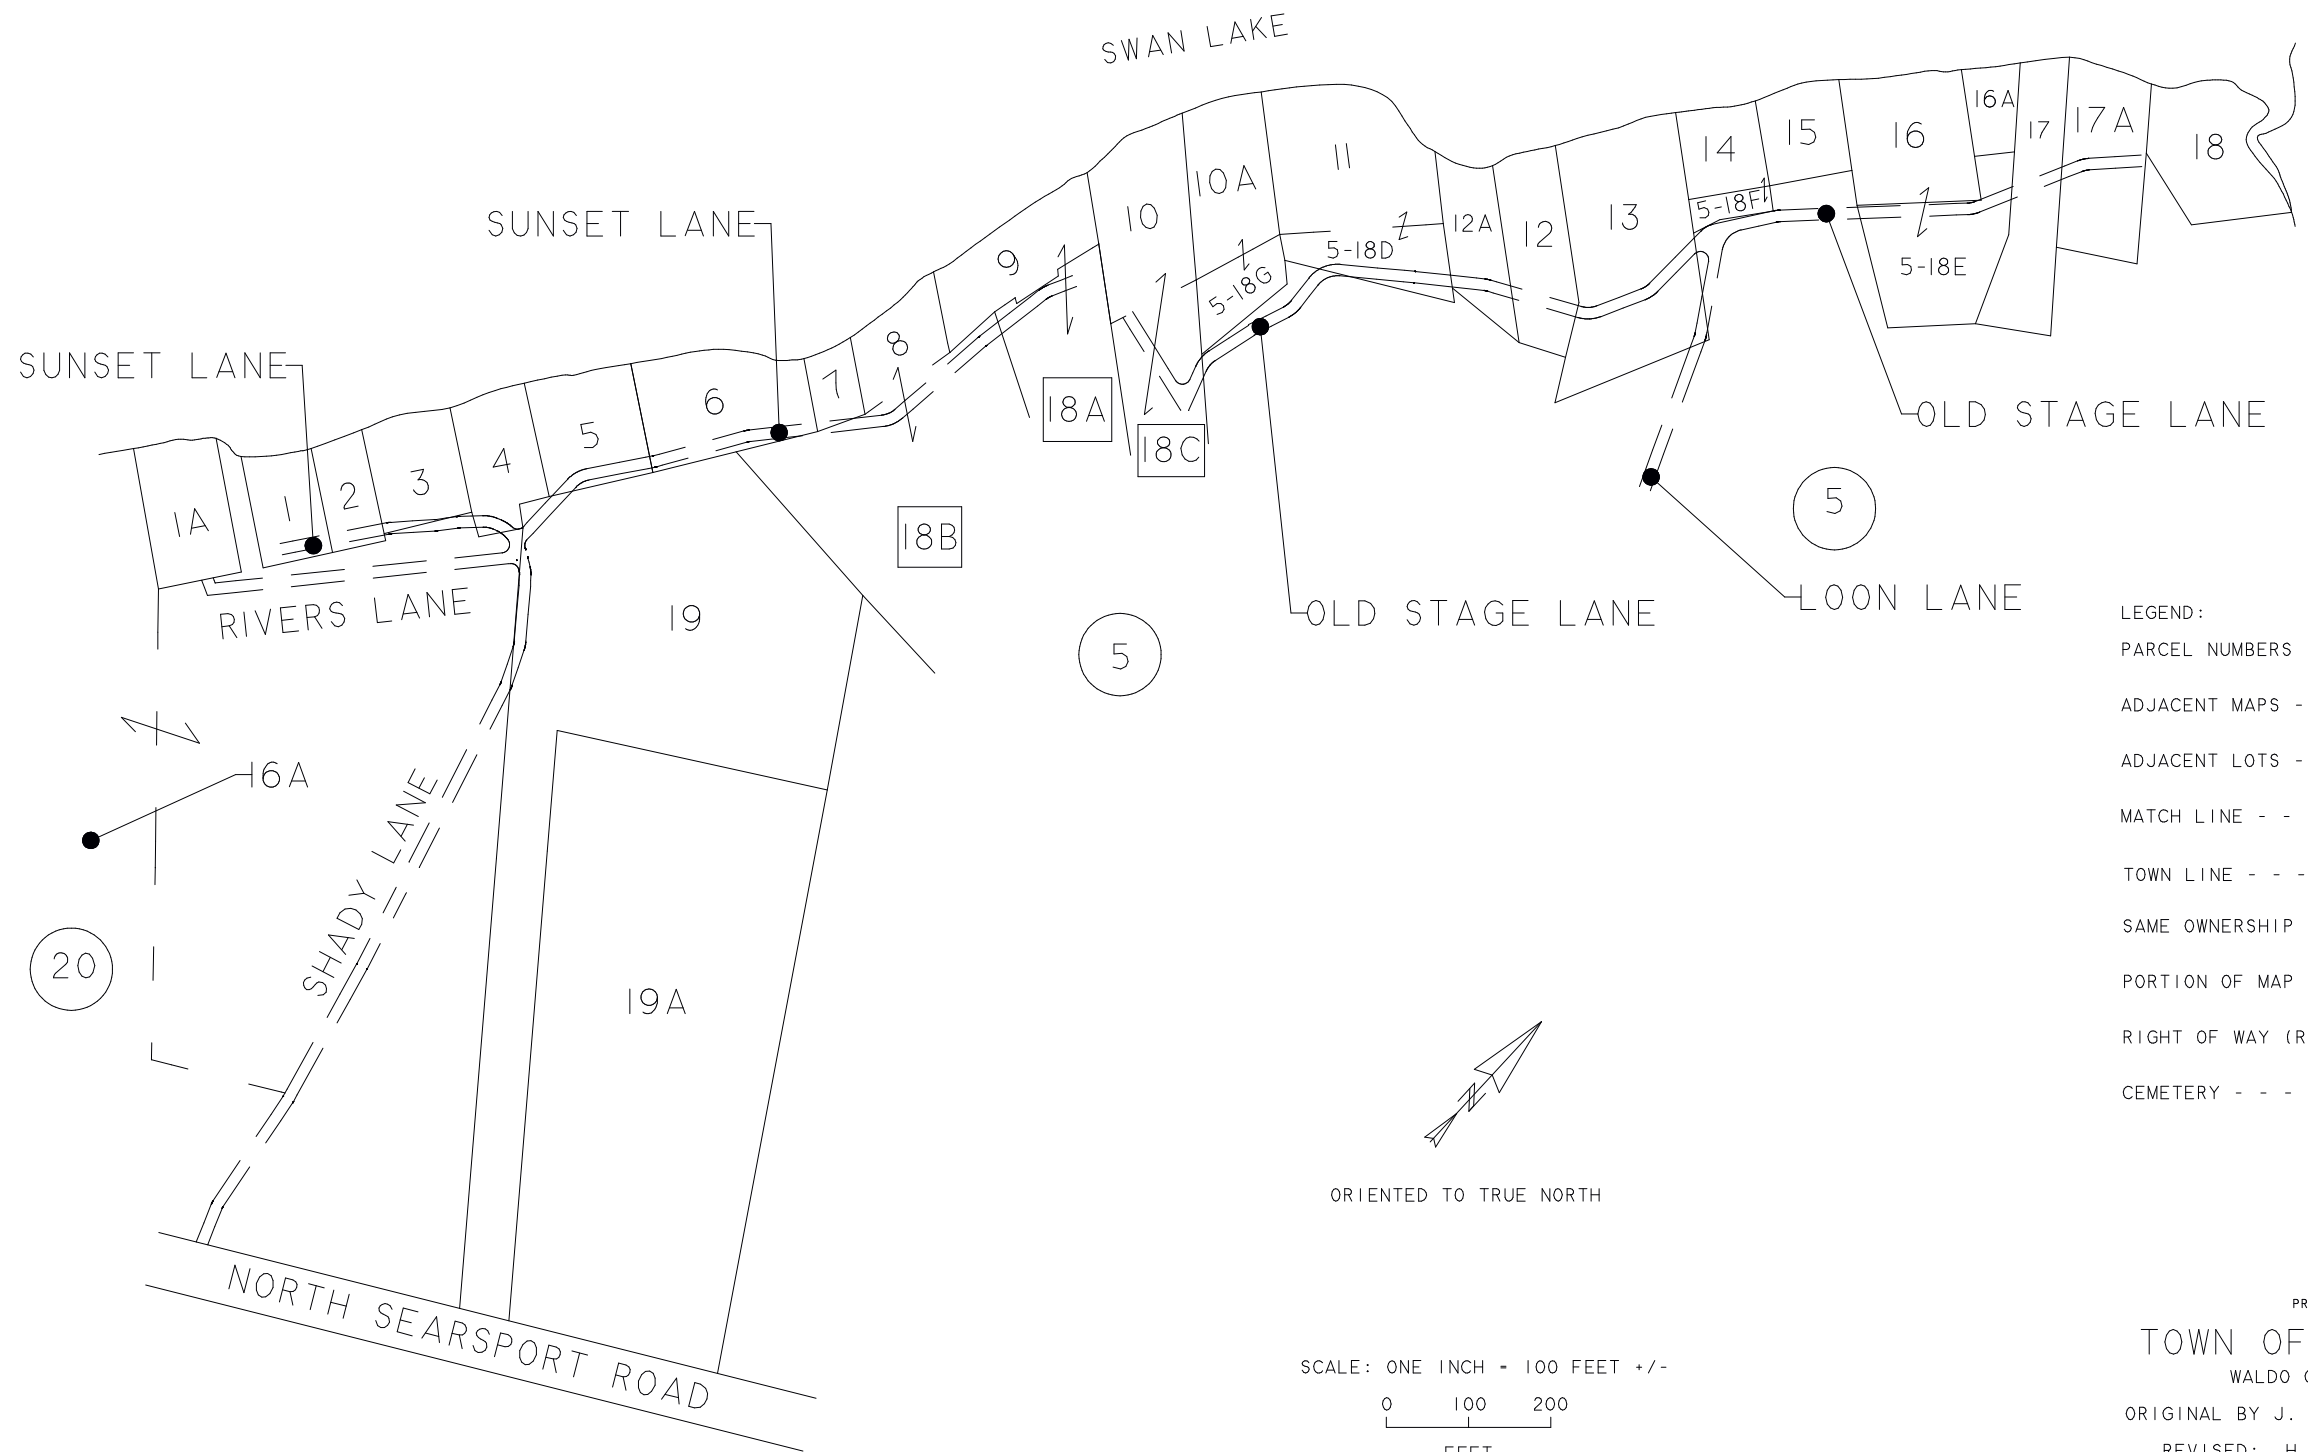 SWAN LAKE
SUNSET LANE
SUNSET LANE
1A
1
2
3
4
5
6
7
8
9
10
10A
11
12A
12
13
14
15
16
16A
17
17A
18
5-18G
5-18D
5-18F
5-18E
18A
18C
18B
OLD STAGE LANE
OLD STAGE LANE
LOON LANE
5
5
RIVERS LANE
19
16A
SHADY LANE
20
19A
NORTH SEARSPORT ROAD
N
ORIENTED TO TRUE NORTH
SCALE: ONE INCH = 100 FEET +/-
0 100 200
FEET
LEGEND:
PARCEL NUMBERS
ADJACENT MAPS -
ADJACENT LOTS -
MATCH LINE - -
TOWN LINE - - -
SAME OWNERSHIP
PORTION OF MAP
RIGHT OF WAY (R
CEMETERY - - -
PR
TOWN OF
WALDO
ORIGINAL BY J.
REVISED: H